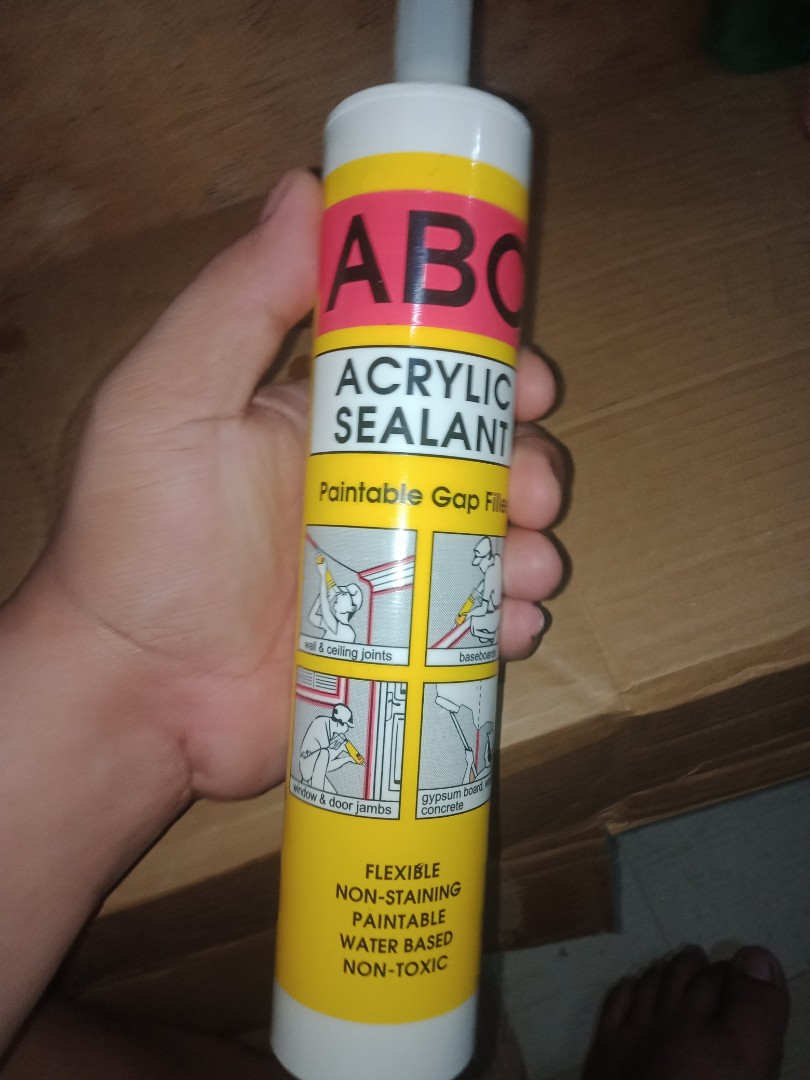 ABC
ACRYLIC
SEALANT
Paintable Gap Filler
wall & ceiling joints
baseboards
window & door jambs
gypsum board,
concrete
FLEXIBLE
NON-STAINING
PAINTABLE
WATER BASED
NON-TOXIC